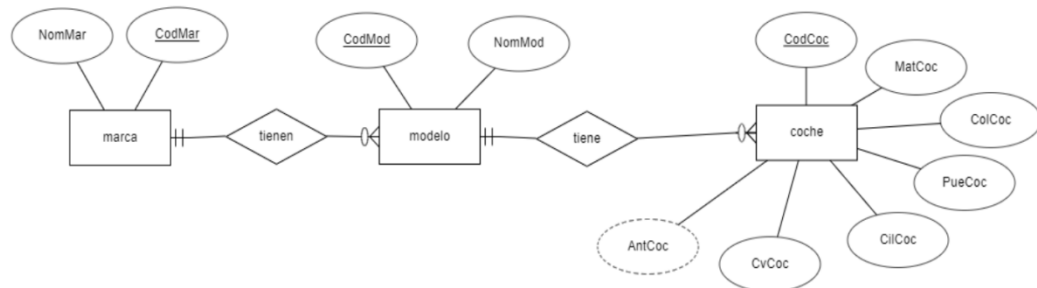 NomMar
CodMar
CodMod
NomMod
CodCoc
MatCoc
marca
tienen
modelo
tiene
coche
ColCoc
PueCoc
AntCoc
CvCoc
CilCoc